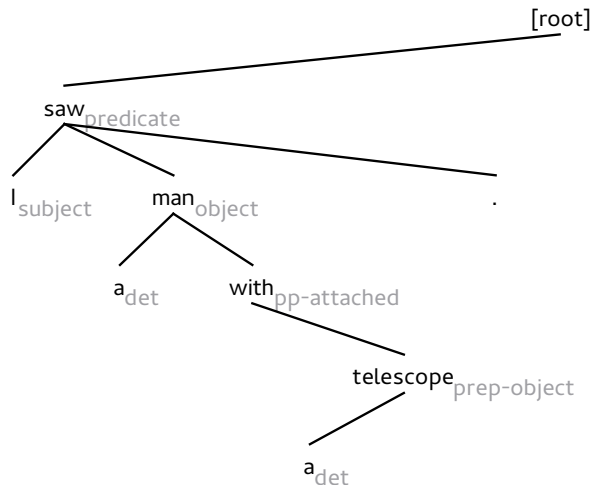 [root]
saw predicate
I subject man object .
a det with pp-attached
telescope prep-object
a det